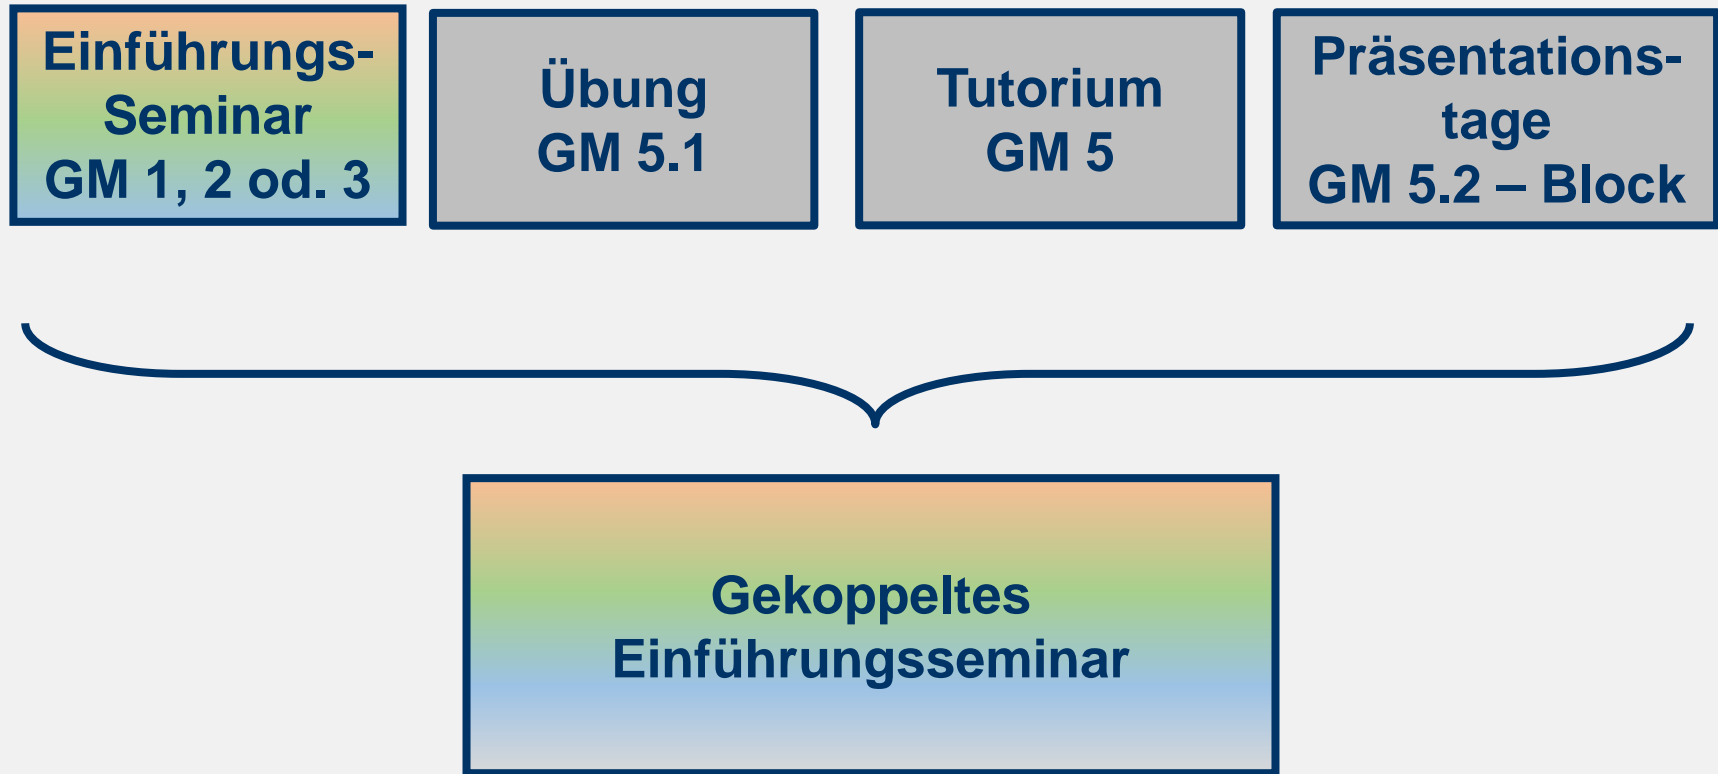 Einführungs-
Seminar
GM 1, 2 od. 3
Übung
GM 5.1
Tutorium
GM 5
Präsentations-
tage
GM 5.2 – Block
Gekoppeltes
Einführungsseminar